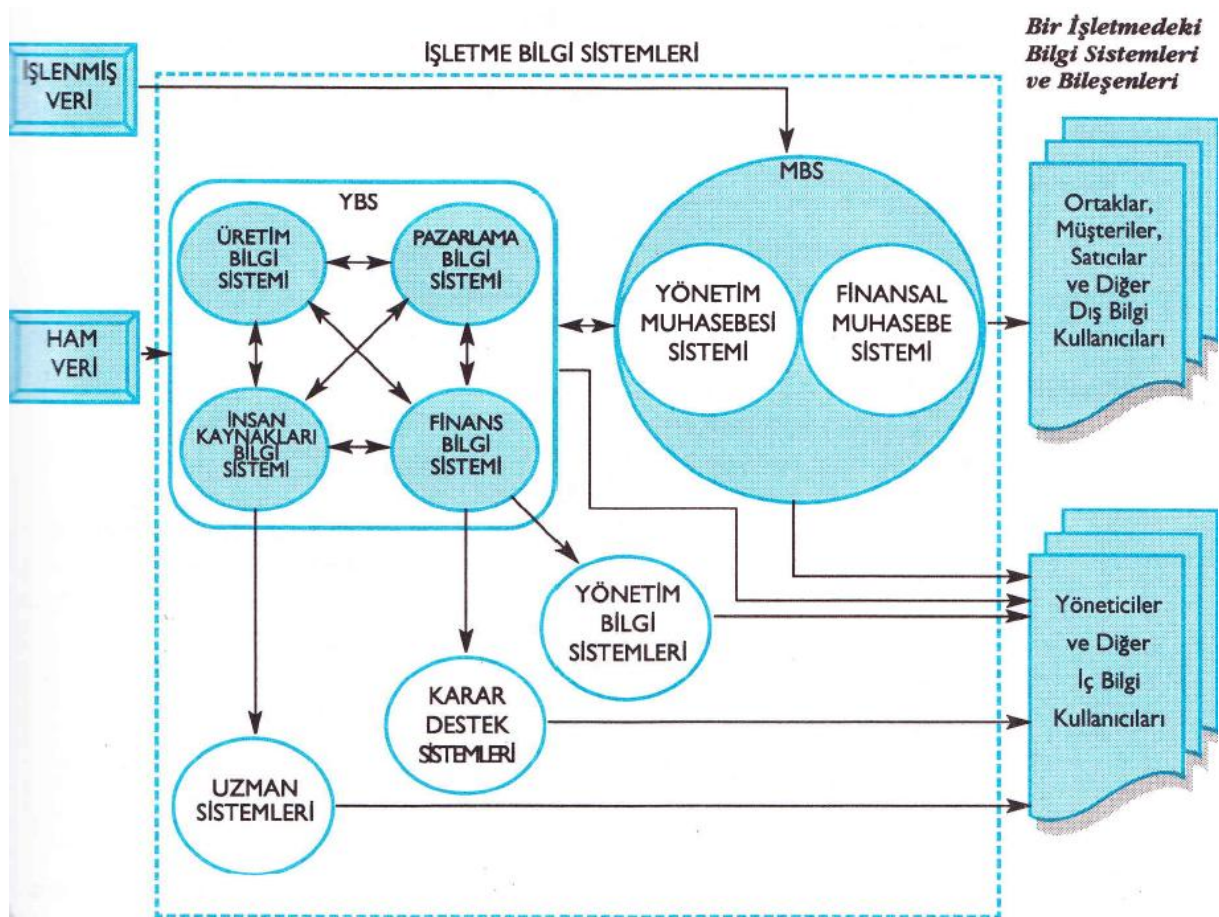 Bir İşletmedeki
Bilgi Sistemleri
ve Bileşenleri
İŞLETME BİLGİ SİSTEMLERİ
İŞLENMİŞ
VERİ
HAM
VERİ
YBS
ÜRETİM
BİLGİ
SİSTEMİ
PAZARLAMA
BİLGİ
SİSTEMİ
İNSAN
KAYNAKLARI
BİLGİ
SİSTEMİ
FİNANS
BİLGİ
SİSTEMİ
MBS
YÖNETİM
MUHASEBESİ
SİSTEMİ
FİNANSAL
MUHASEBE
SİSTEMİ
Ortaklar,
Müşteriler,
Satıcılar
ve Diğer
Dış Bilgi
Kullanıcıları
YÖNETİM
BİLGİ
SİSTEMLERİ
KARAR
DESTEK
SİSTEMLERİ
UZMAN
SİSTEMLERİ
Yöneticiler
ve Diğer
İç Bilgi
Kullanıcıları